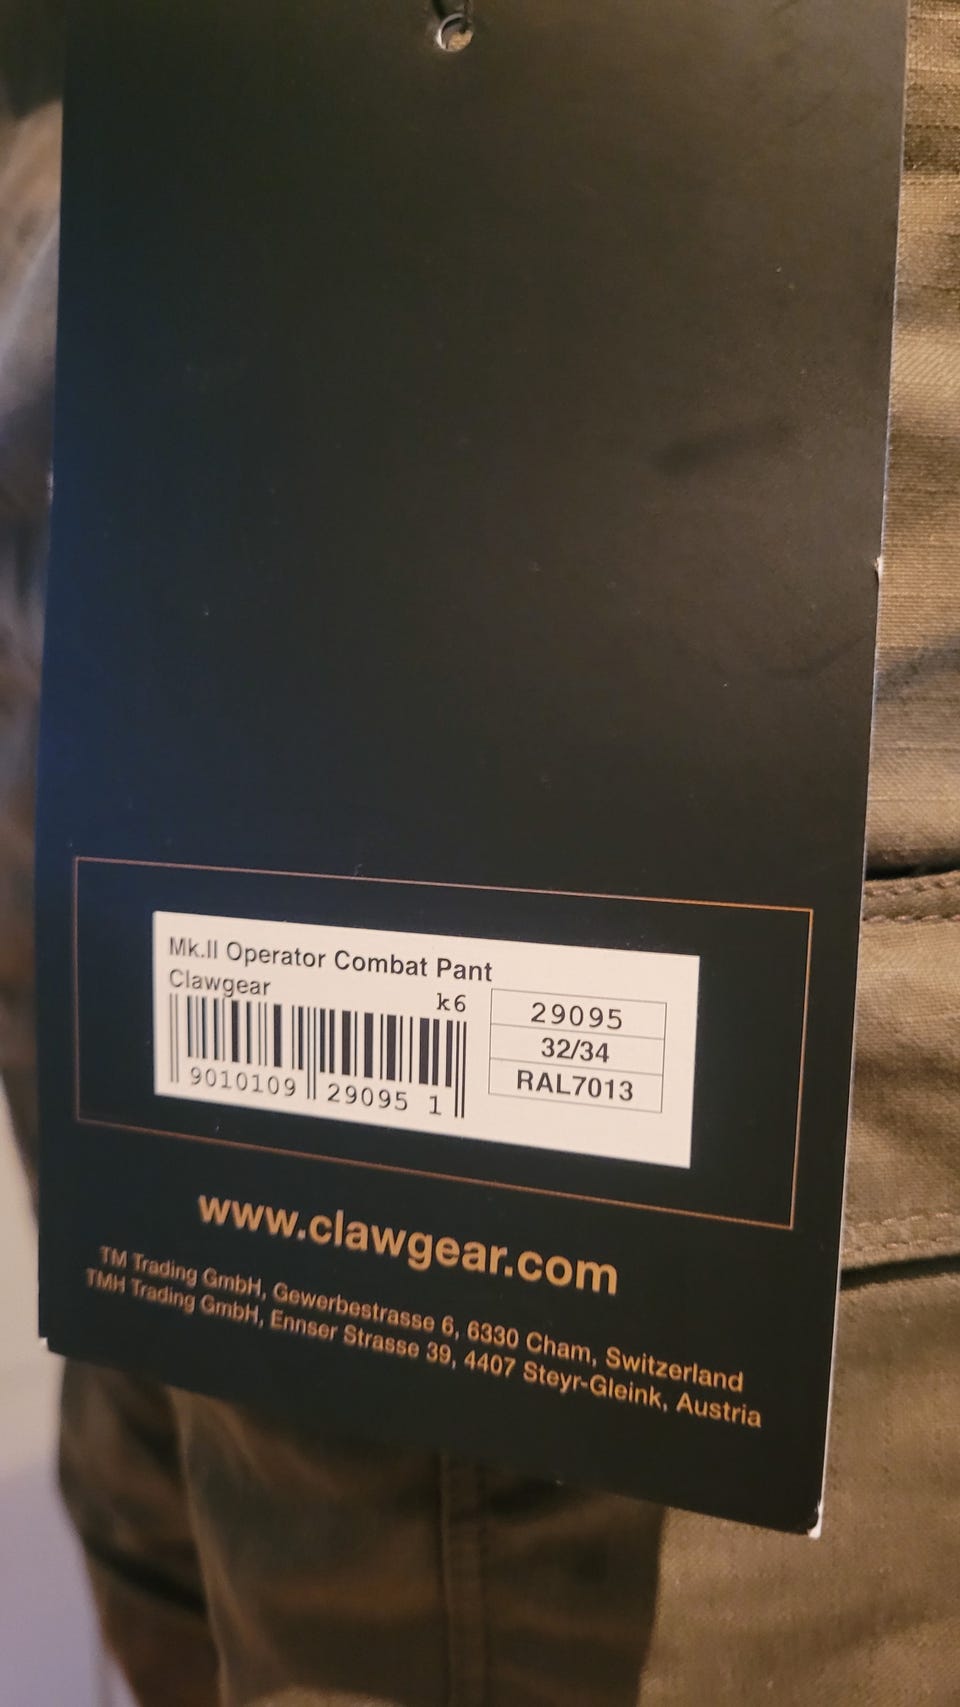 Mk.II Operator Combat Pant
Clawgear
k6
29095
32/34
RAL7013
9010109 29095 1
www.clawgear.com
TM Trading GmbH, Gewerbestrasse 6, 6330 Cham, Switzerland
TMH Trading GmbH, Ennser Strasse 39, 4407 Steyr-Gleink, Austria